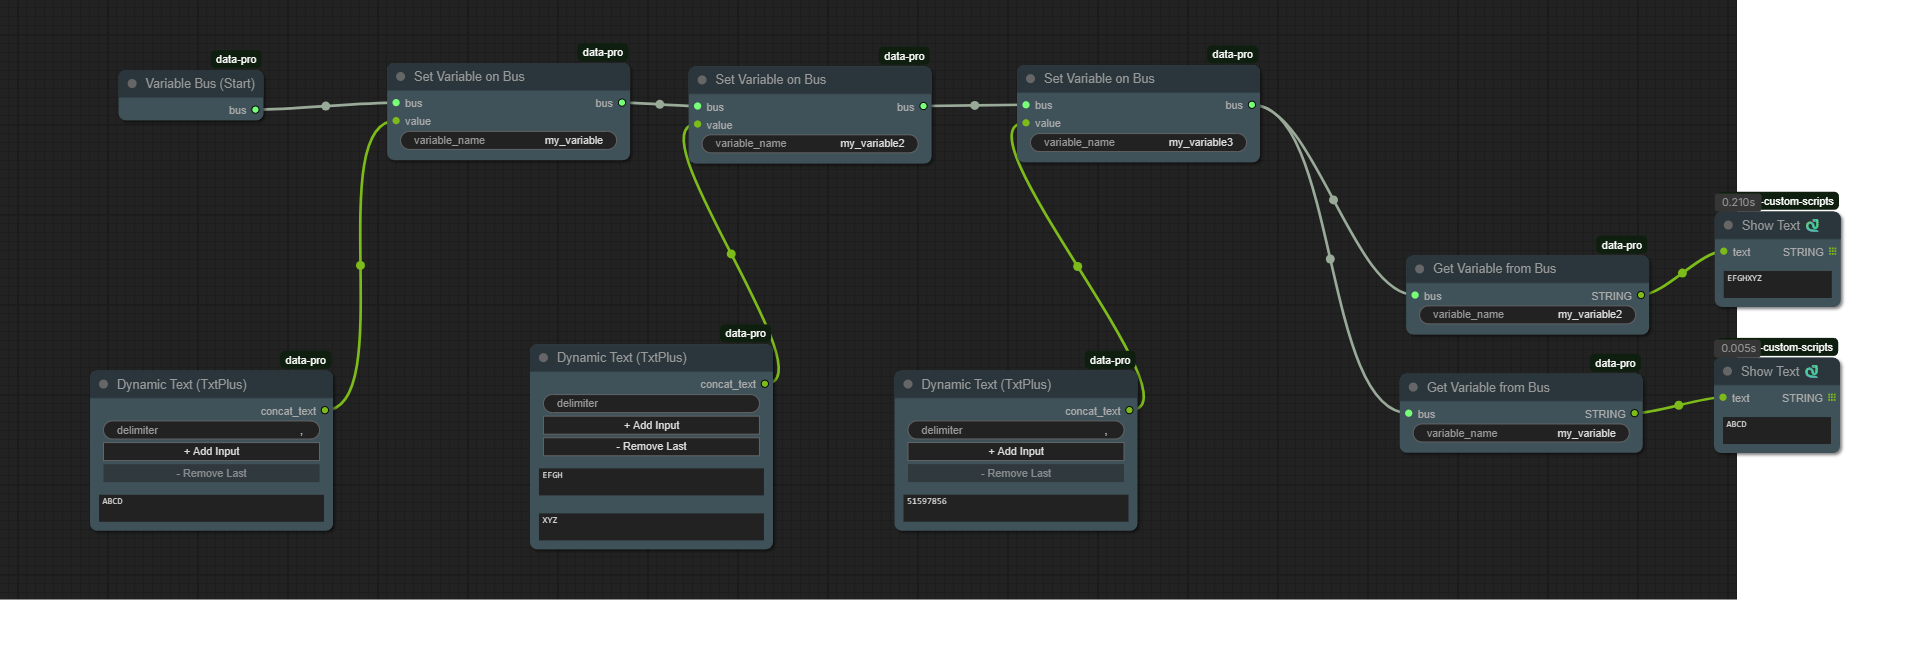 data-pro
Variable Bus (Start)
bus
data-pro
Set Variable on Bus
bus bus
value
variable_name my_variable
data-pro
Set Variable on Bus
bus bus
value
variable_name my_variable2
data-pro
Set Variable on Bus
bus bus
value
variable_name my_variable3
data-pro
Dynamic Text (TxtPlus)
concat_text
delimiter ,
+ Add Input
- Remove Last
ABCD
data-pro
Dynamic Text (TxtPlus)
concat_text
delimiter
+ Add Input
- Remove Last
EFGH
XYZ
data-pro
Dynamic Text (TxtPlus)
concat_text
delimiter ,
+ Add Input
- Remove Last
51597856
data-pro
Get Variable from Bus
bus STRING
variable_name my_variable2
data-pro
Get Variable from Bus
bus STRING
variable_name my_variable
0.210s -custom-scripts
Show Text
text STRING
EFGHXYZ
0.005s -custom-scripts
Show Text
text STRING
ABCD